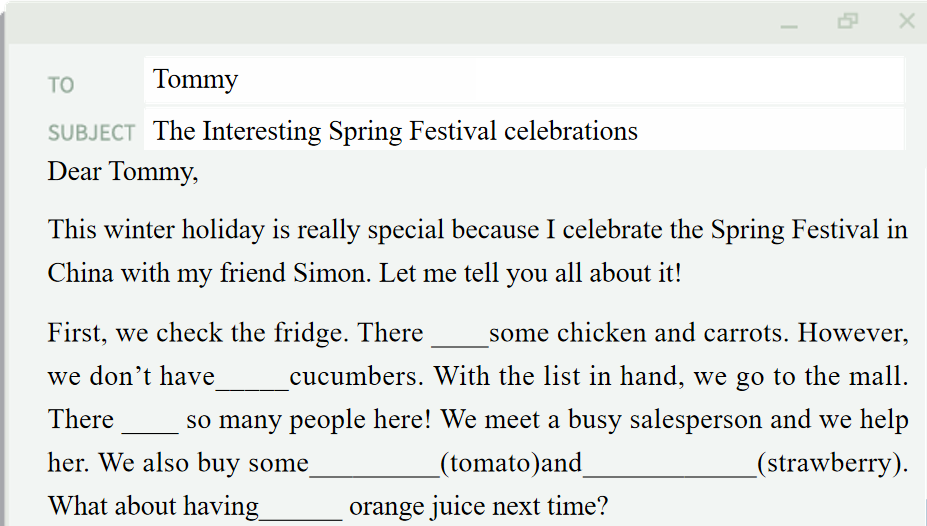 TO Tommy
SUBJECT The Interesting Spring Festival celebrations
Dear Tommy,
This winter holiday is really special because I celebrate the Spring Festival in
China with my friend Simon. Let me tell you all about it!
First, we check the fridge. There ____some chicken and carrots. However,
we don’t have_____cucumbers. With the list in hand, we go to the mall.
There ____ so many people here! We meet a busy salesperson and we help
her. We also buy some_________(tomato)and____________(strawberry).
What about having______ orange juice next time?